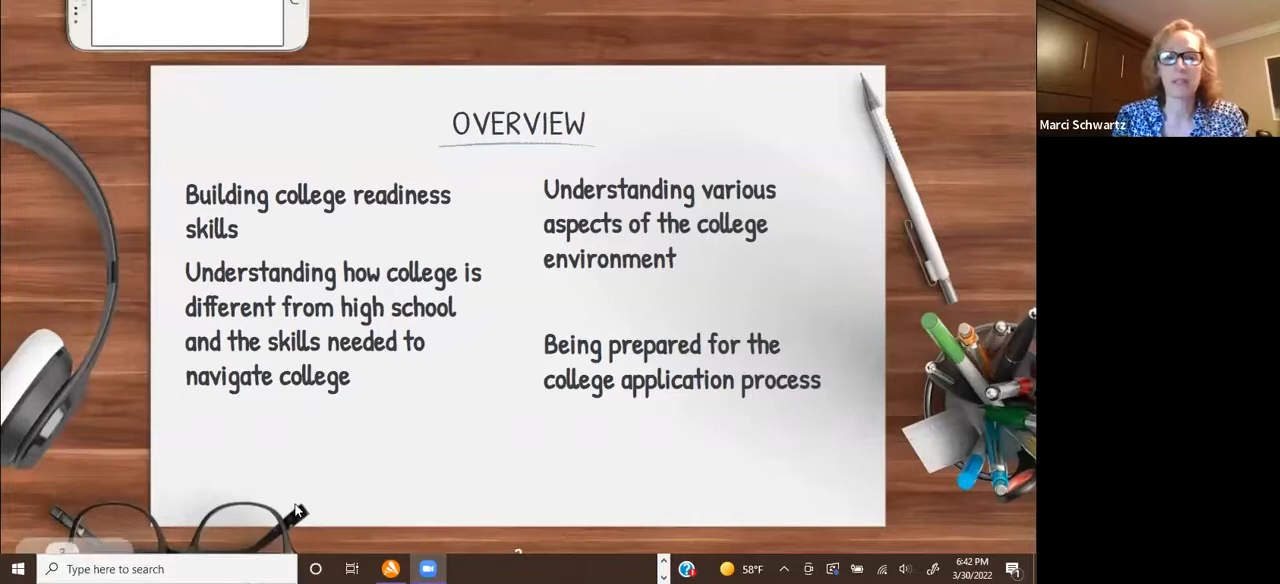 OVERVIEW
Building college readiness
skills
Understanding how college is
different from high school
and the skills needed to
navigate college
Understanding various
aspects of the college
environment
Being prepared for the
college application process
Marci Schwartz
Type here to search
58°F
6:42 PM
3/30/2022